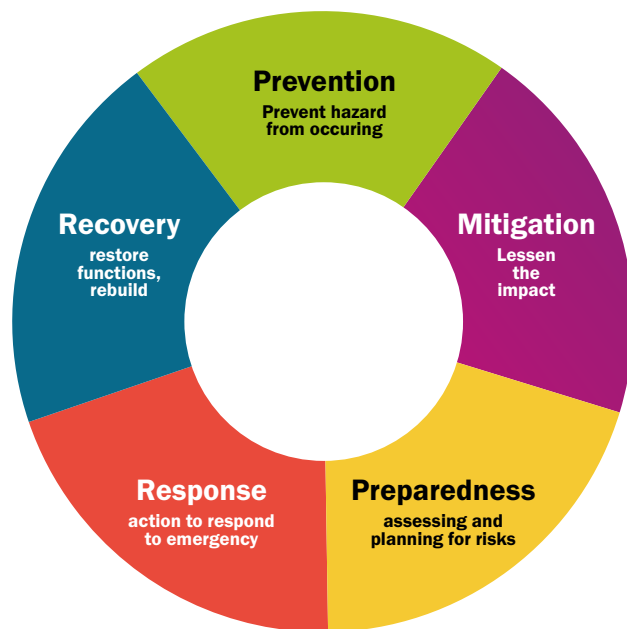 Prevention
Prevent hazard
from occuring
Mitigation
Lessen
the
impact
Preparedness
assessing and
planning for risks
Response
action to respond
to emergency
Recovery
restore
functions,
rebuild